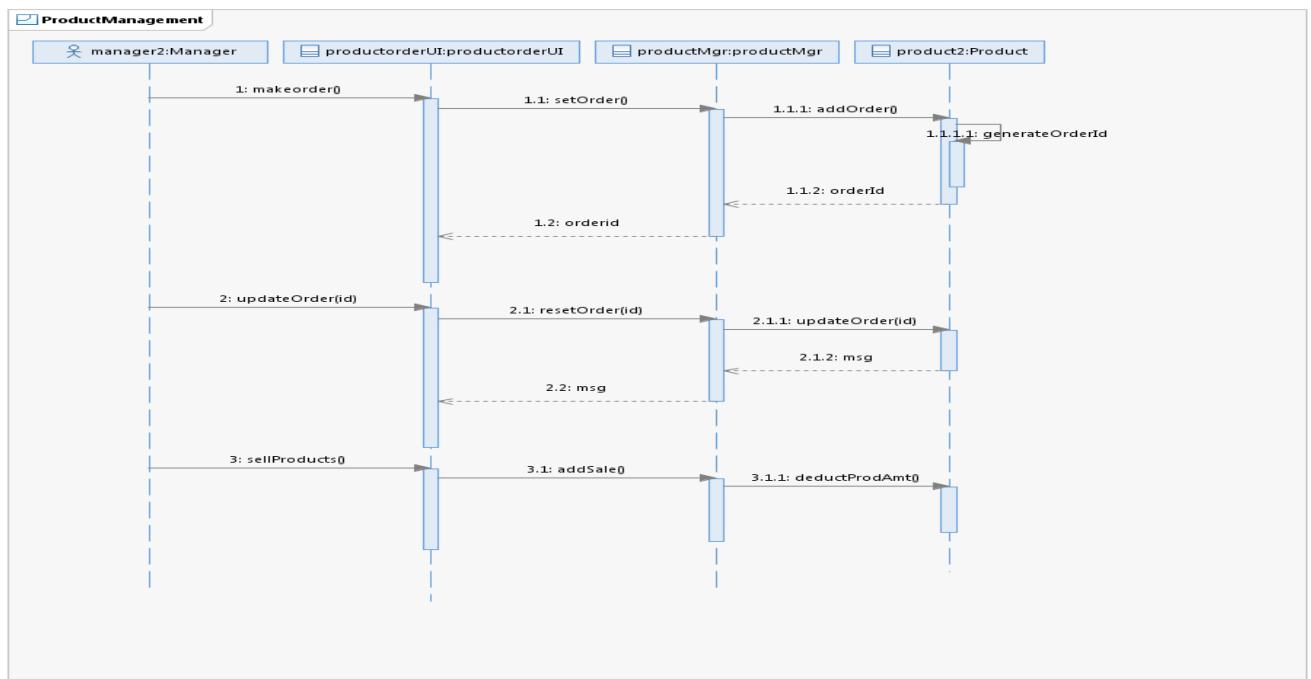 ProductManagement
manager2:Manager
productorderUI:productorderUI
productMgr:productMgr
product2:Product
1: makeorder()
1.1: setOrder()
1.1.1: addOrder()
1.1.1.1: generateOrderId
1.1.2: orderId
1.2: orderid
2: updateOrder(id)
2.1: resetOrder(id)
2.1.1: updateOrder(id)
2.1.2: msg
2.2: msg
3: sellProducts()
3.1: addSale()
3.1.1: deductProdAmt()